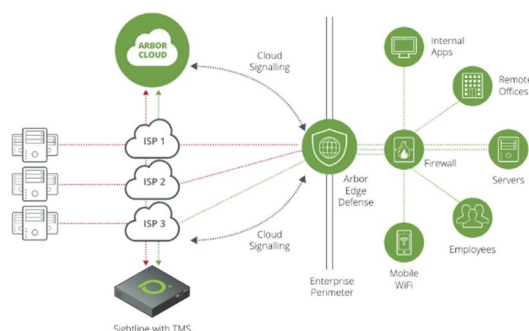 ARBOR
CLOUD
Cloud
Signalling
Internal
Apps
Remote
Offices
ISP 1
ISP 2
ISP 3
Firewall
Servers
Arbor
Edge
Defense
Cloud
Signalling
Employees
Enterprise
Perimeter
Mobile
WiFi
Sightline with TMS